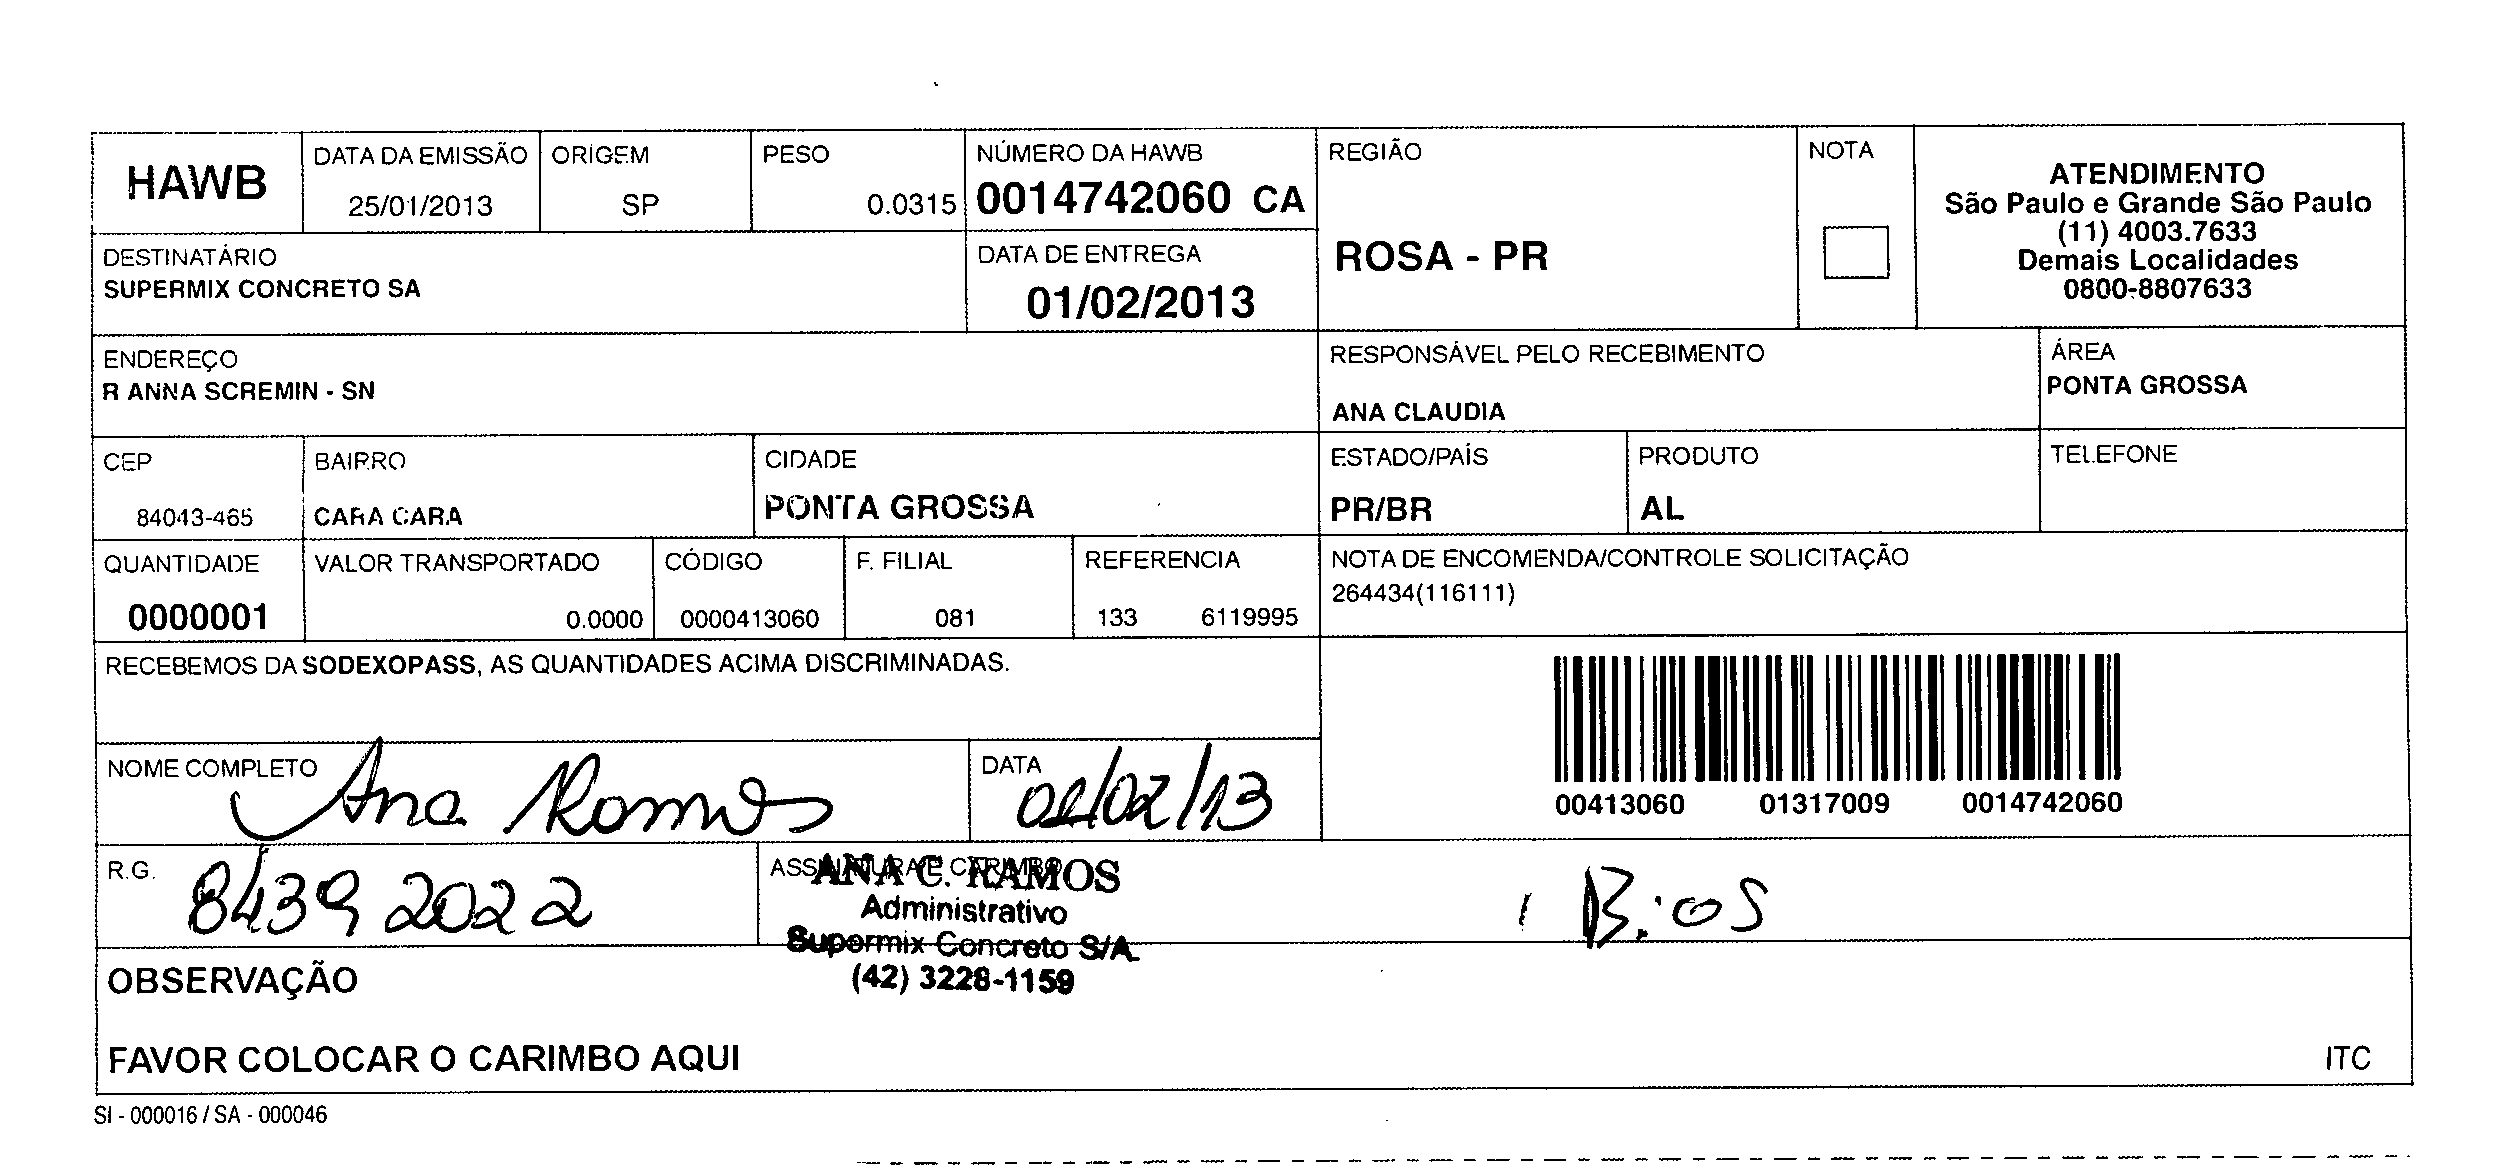 HAWB
DATA DA EMISSÃO
25/01/2013
ORIGEM
SP
PESO
0.0315
NÚMERO DA HAWB
0014742060 CA
REGIÃO
ROSA - PR
NOTA
ATENDIMENTO
São Paulo e Grande São Paulo
(11) 4003.7633
Demais Localidades
0800-8807633
DESTINATÁRIO
SUPERMIX CONCRETO SA
DATA DE ENTREGA
01/02/2013
ENDEREÇO
R ANNA SCREMIN - SN
RESPONSÁVEL PELO RECEBIMENTO
ANA CLAUDIA
ÁREA
PONTA GROSSA
CEP
84043-465
BAIRRO
CARA CARA
CIDADE
PONTA GROSSA
ESTADO/PAÍS
PR/BR
PRODUTO
AL
TELEFONE
QUANTIDADE
0000001
VALOR TRANSPORTADO
0.0000
CÓDIGO
0000413060
F. FILIAL
081
REFERENCIA
133 6119995
NOTA DE ENCOMENDA/CONTROLE SOLICITAÇÃO
264434(116111)
RECEBEMOS DA SODEXOPASS, AS QUANTIDADES ACIMA DISCRIMINADAS.
00413060 01317009 0014742060
NOME COMPLETO
Ana Ramos
DATA
01/02/13
R.G.
84392022
ASSINATURA E CARIMBO
ANA C. RAMOS
Administrativo
Supermix Concreto S/A
(42) 3228-1159
OBSERVAÇÃO
FAVOR COLOCAR O CARIMBO AQUI
ITC
SI - 000016 / SA - 000046